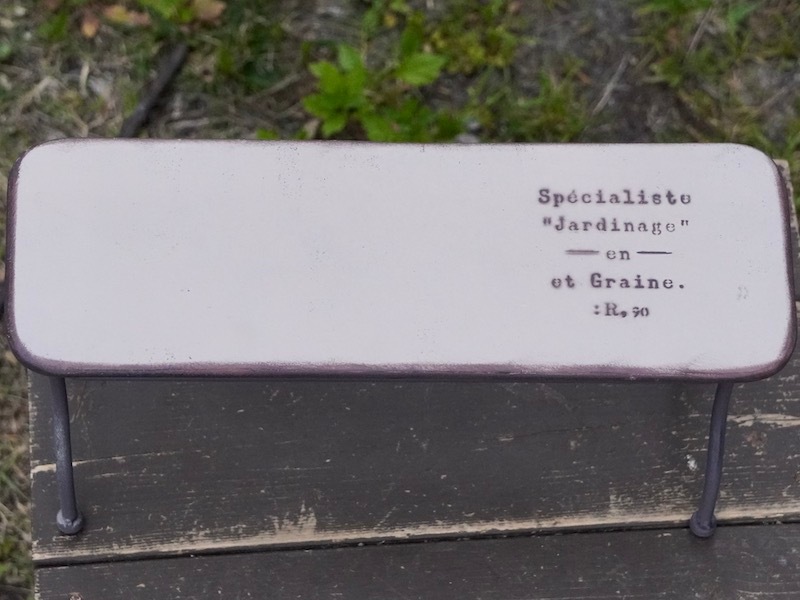 Spécialiste
"Jardinage"
— en —
et Graine.
:R,90